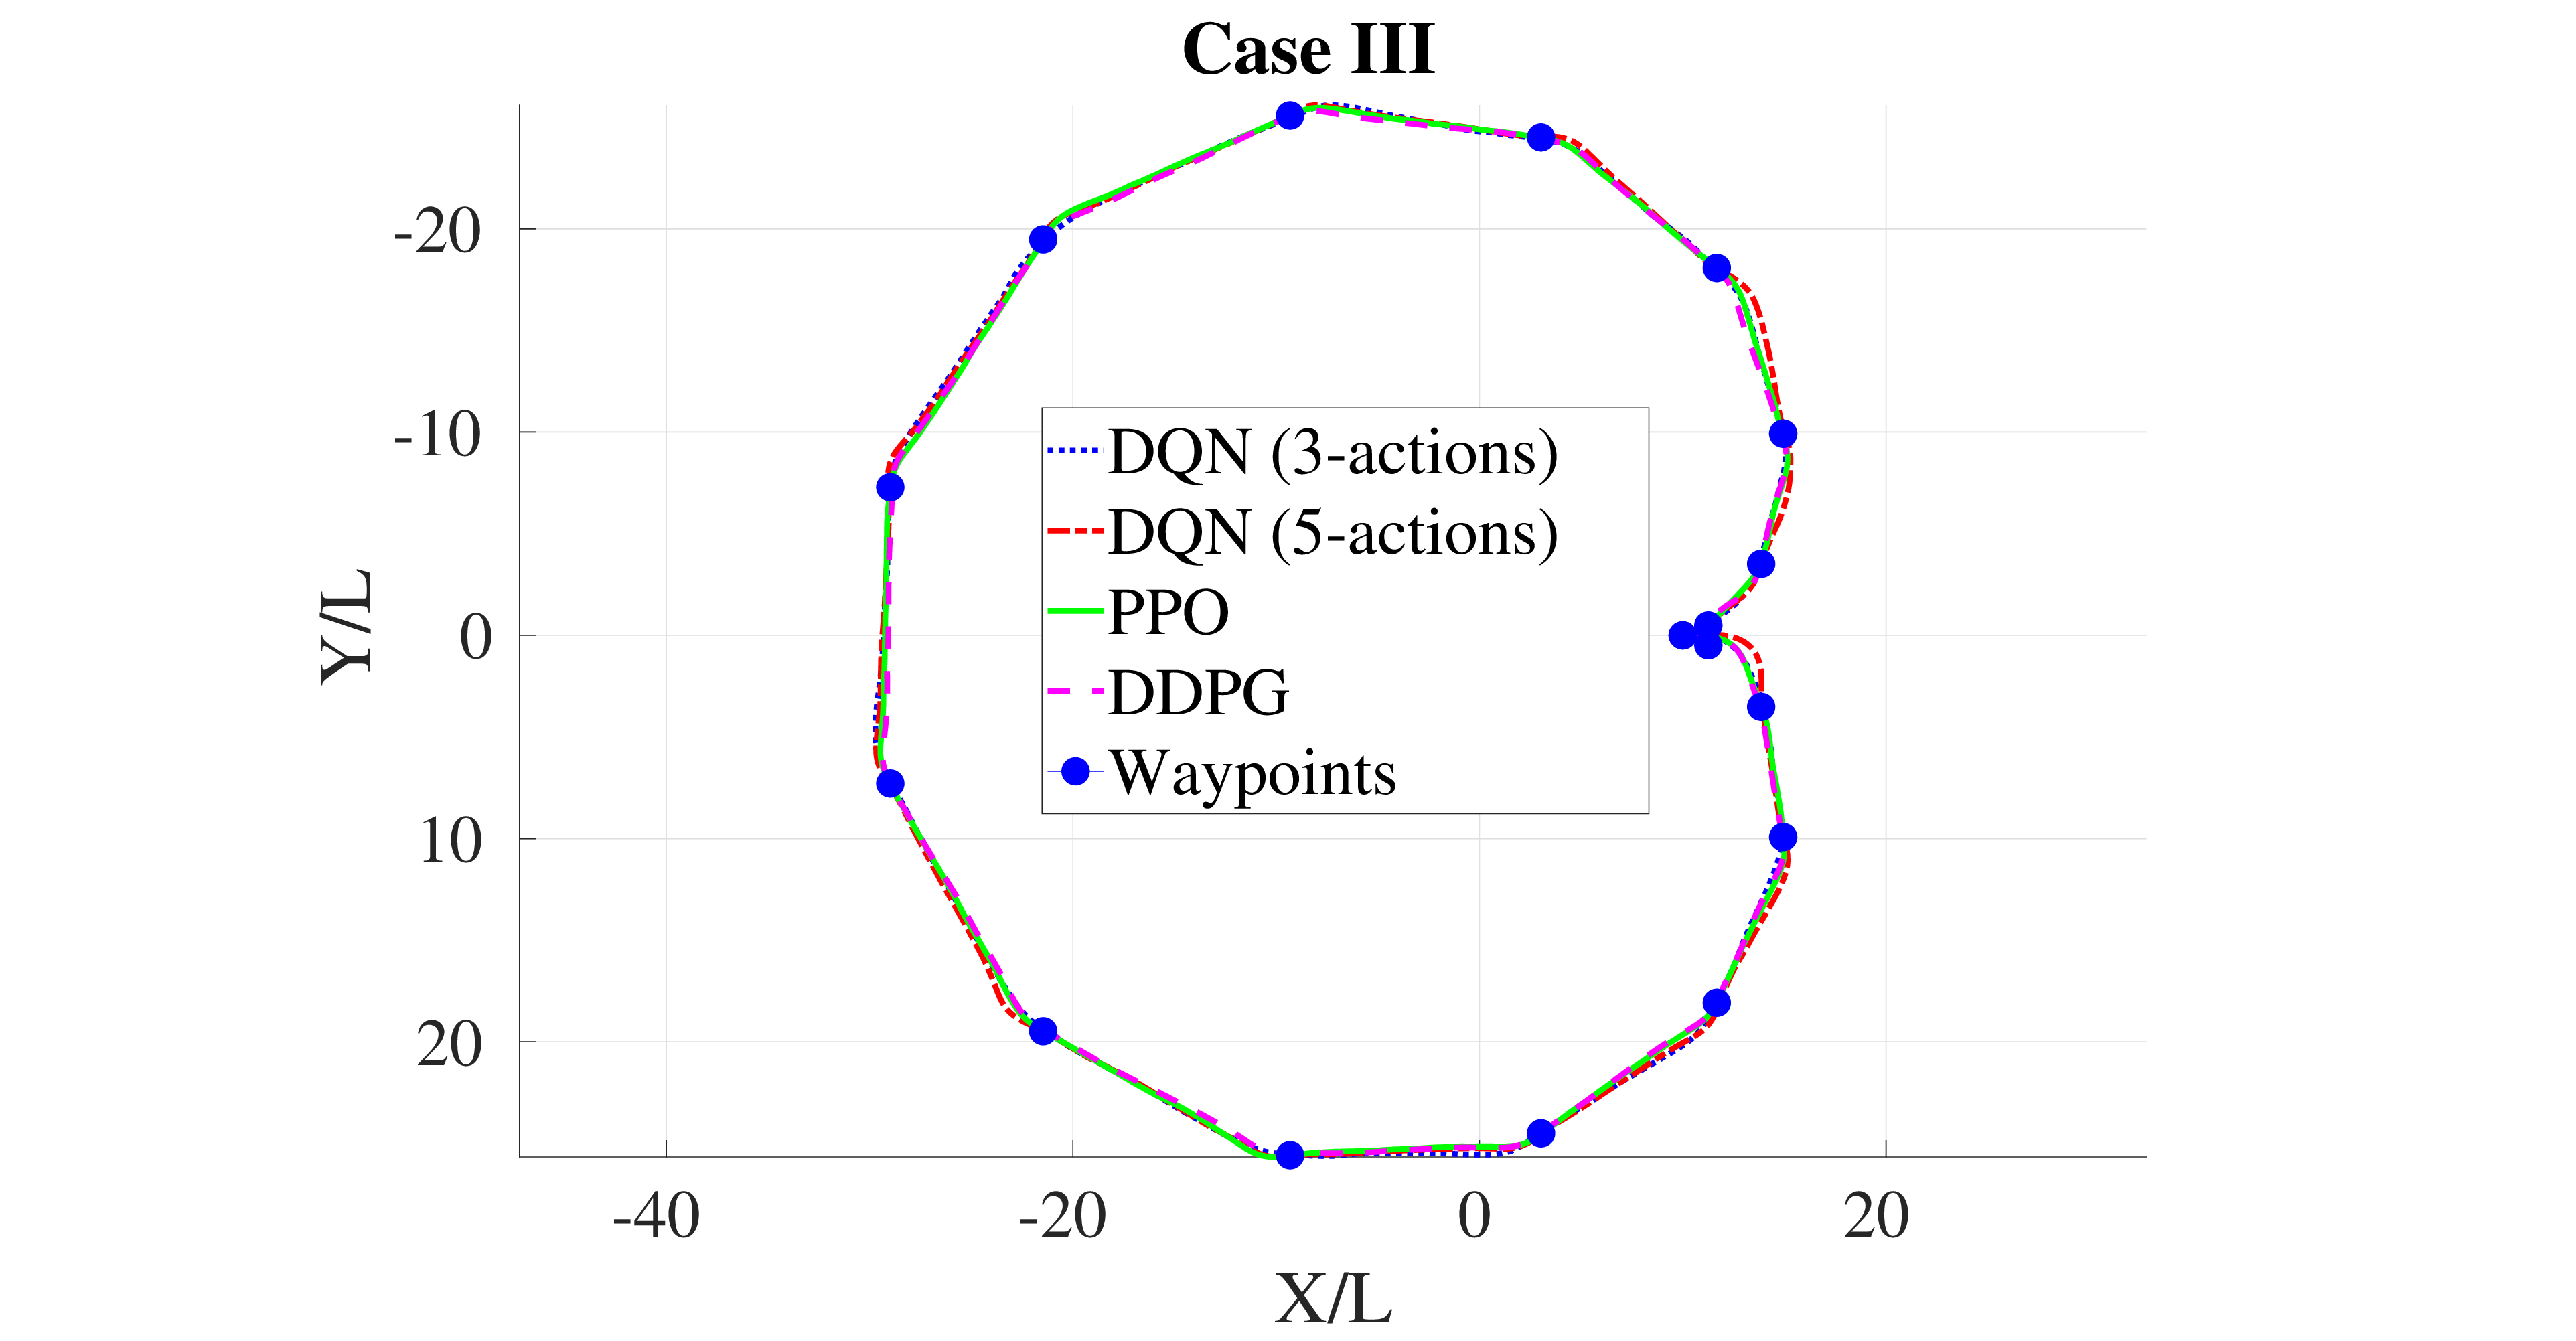 Case III
-20
-10
0
10
20
Y/L
DQN (3-actions)
DQN (5-actions)
PPO
DDPG
Waypoints
-40
-20
0
20
X/L